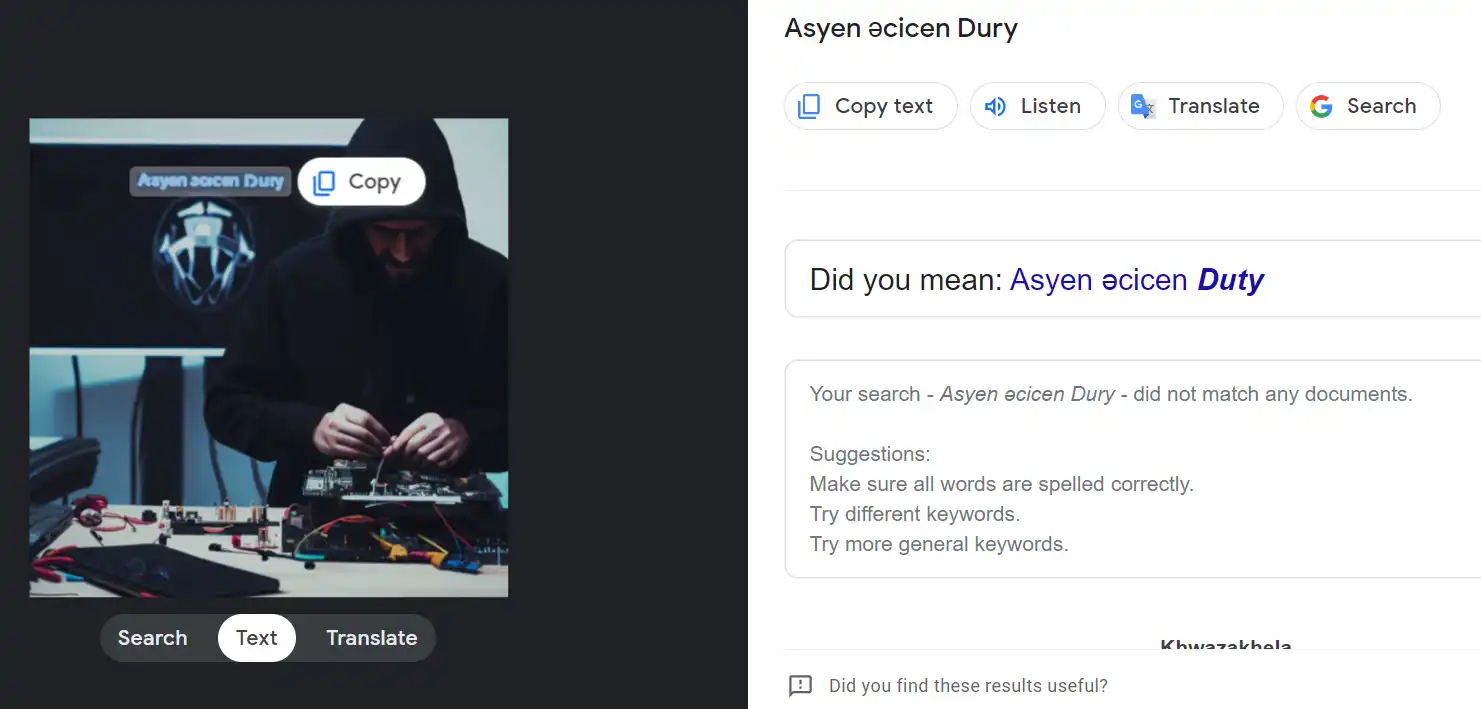 Asyen əcicen Dury
Copy text
Listen
Translate
Search
Asyen əcicen Dury
Copy
Did you mean: Asyen əcicen Duty
Your search - Asyen əcicen Dury - did not match any documents.
Suggestions:
Make sure all words are spelled correctly.
Try different keywords.
Try more general keywords.
Search
Text
Translate
Khwazakhela
Did you find these results useful?